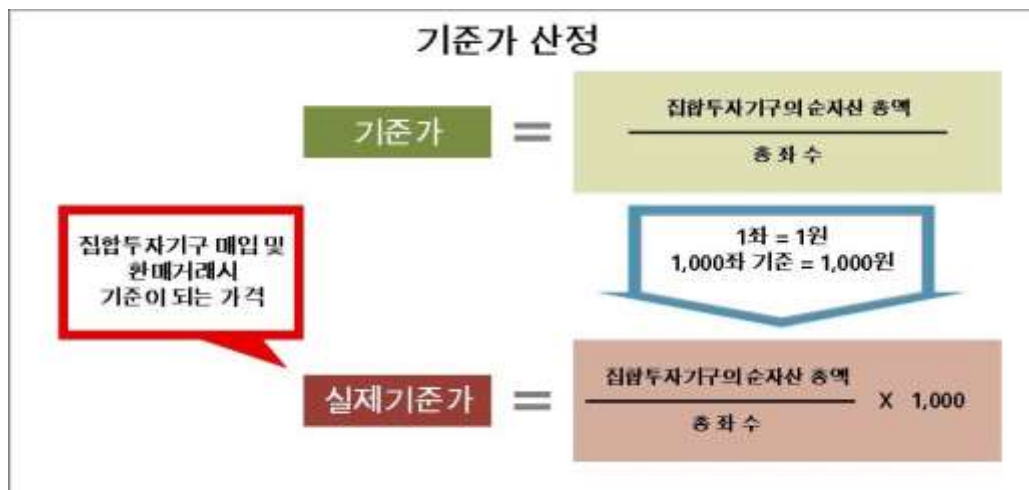 기준가 산정
기준가 =
집합투자기구의 순자산 총액
총 좌 수
집합투자기구 매입 및
환매거래시
기준이 되는 가격
1좌 = 1원
1,000좌 기준 = 1,000원
실제기준가 =
집합투자기구의 순자산 총액
총 좌 수
X 1,000